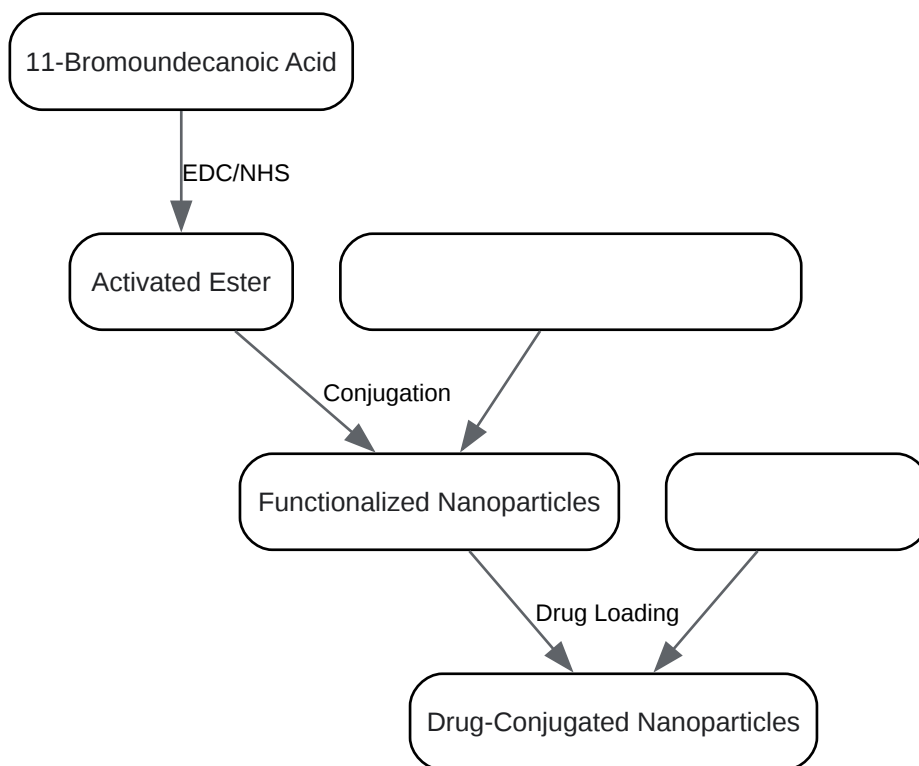 11-Bromoundecanoic Acid
EDC/NHS
Activated Ester
Conjugation
Functionalized Nanoparticles
Drug Loading
Drug-Conjugated Nanoparticles